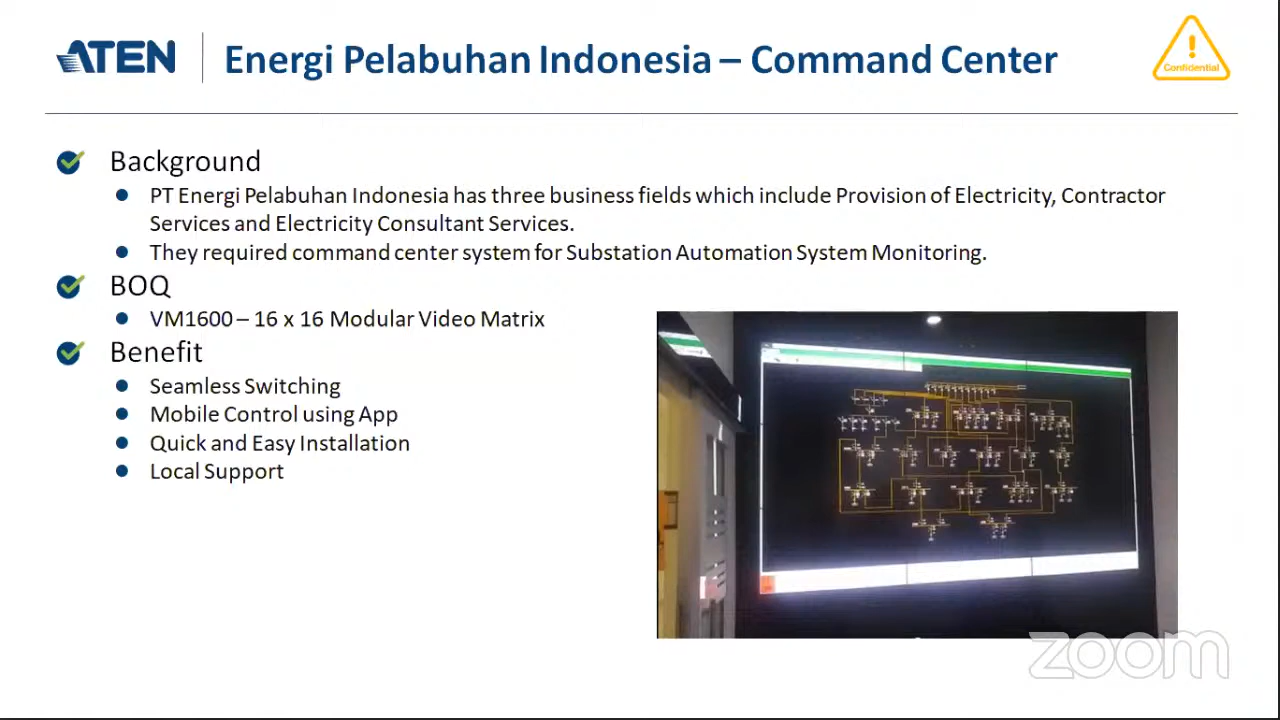 ATEN
Energi Pelabuhan Indonesia – Command Center
Confidential
Background
PT Energi Pelabuhan Indonesia has three business fields which include Provision of Electricity, Contractor
Services and Electricity Consultant Services.
They required command center system for Substation Automation System Monitoring.
BOQ
VM1600 – 16 x 16 Modular Video Matrix
Benefit
Seamless Switching
Mobile Control using App
Quick and Easy Installation
Local Support
zoom